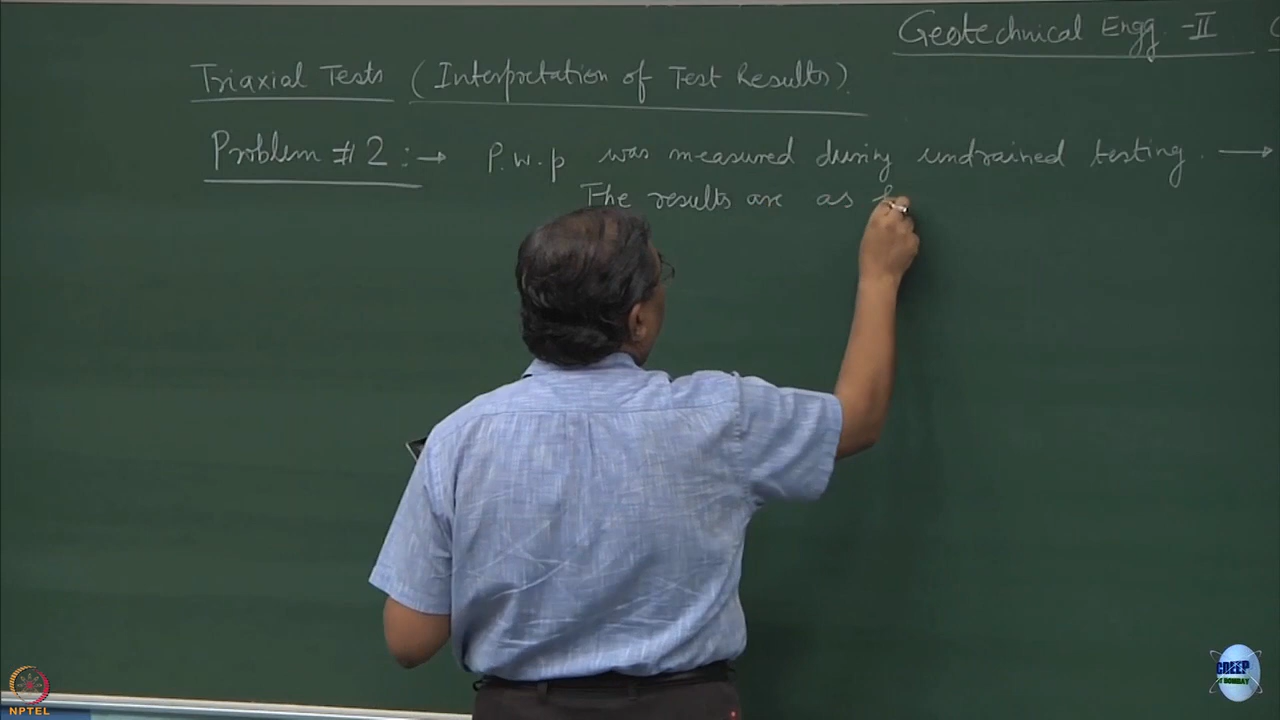 Geotechnical Engg. -II
Triaxial Tests (Interpretation of Test Results).
Problem # 2 :→ P.w.p was measured during undrained testing. →
The results are as
NPTEL
CREEP